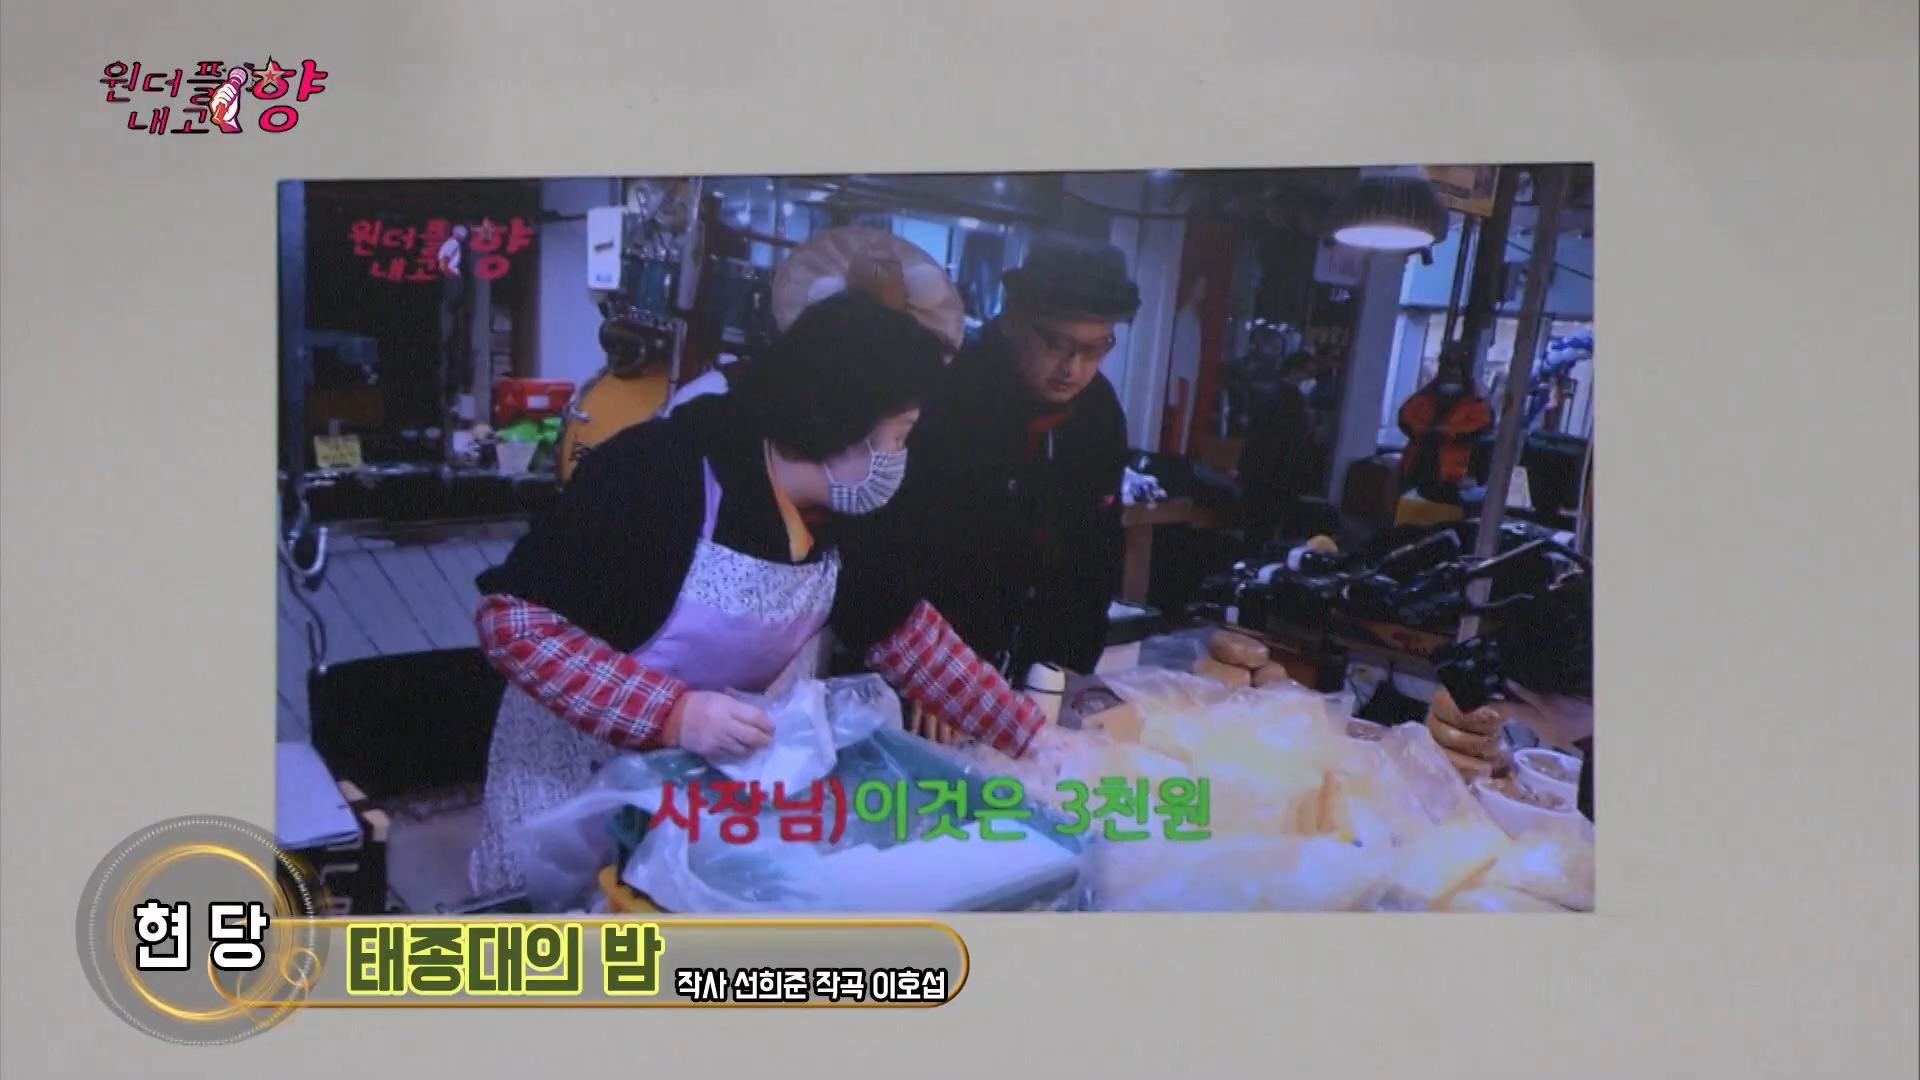 원더풀
내고향
원더풀
내고향
사장님)이것은 3천원
현당
태종대의 밤
작사 선희준 작곡 이호섭